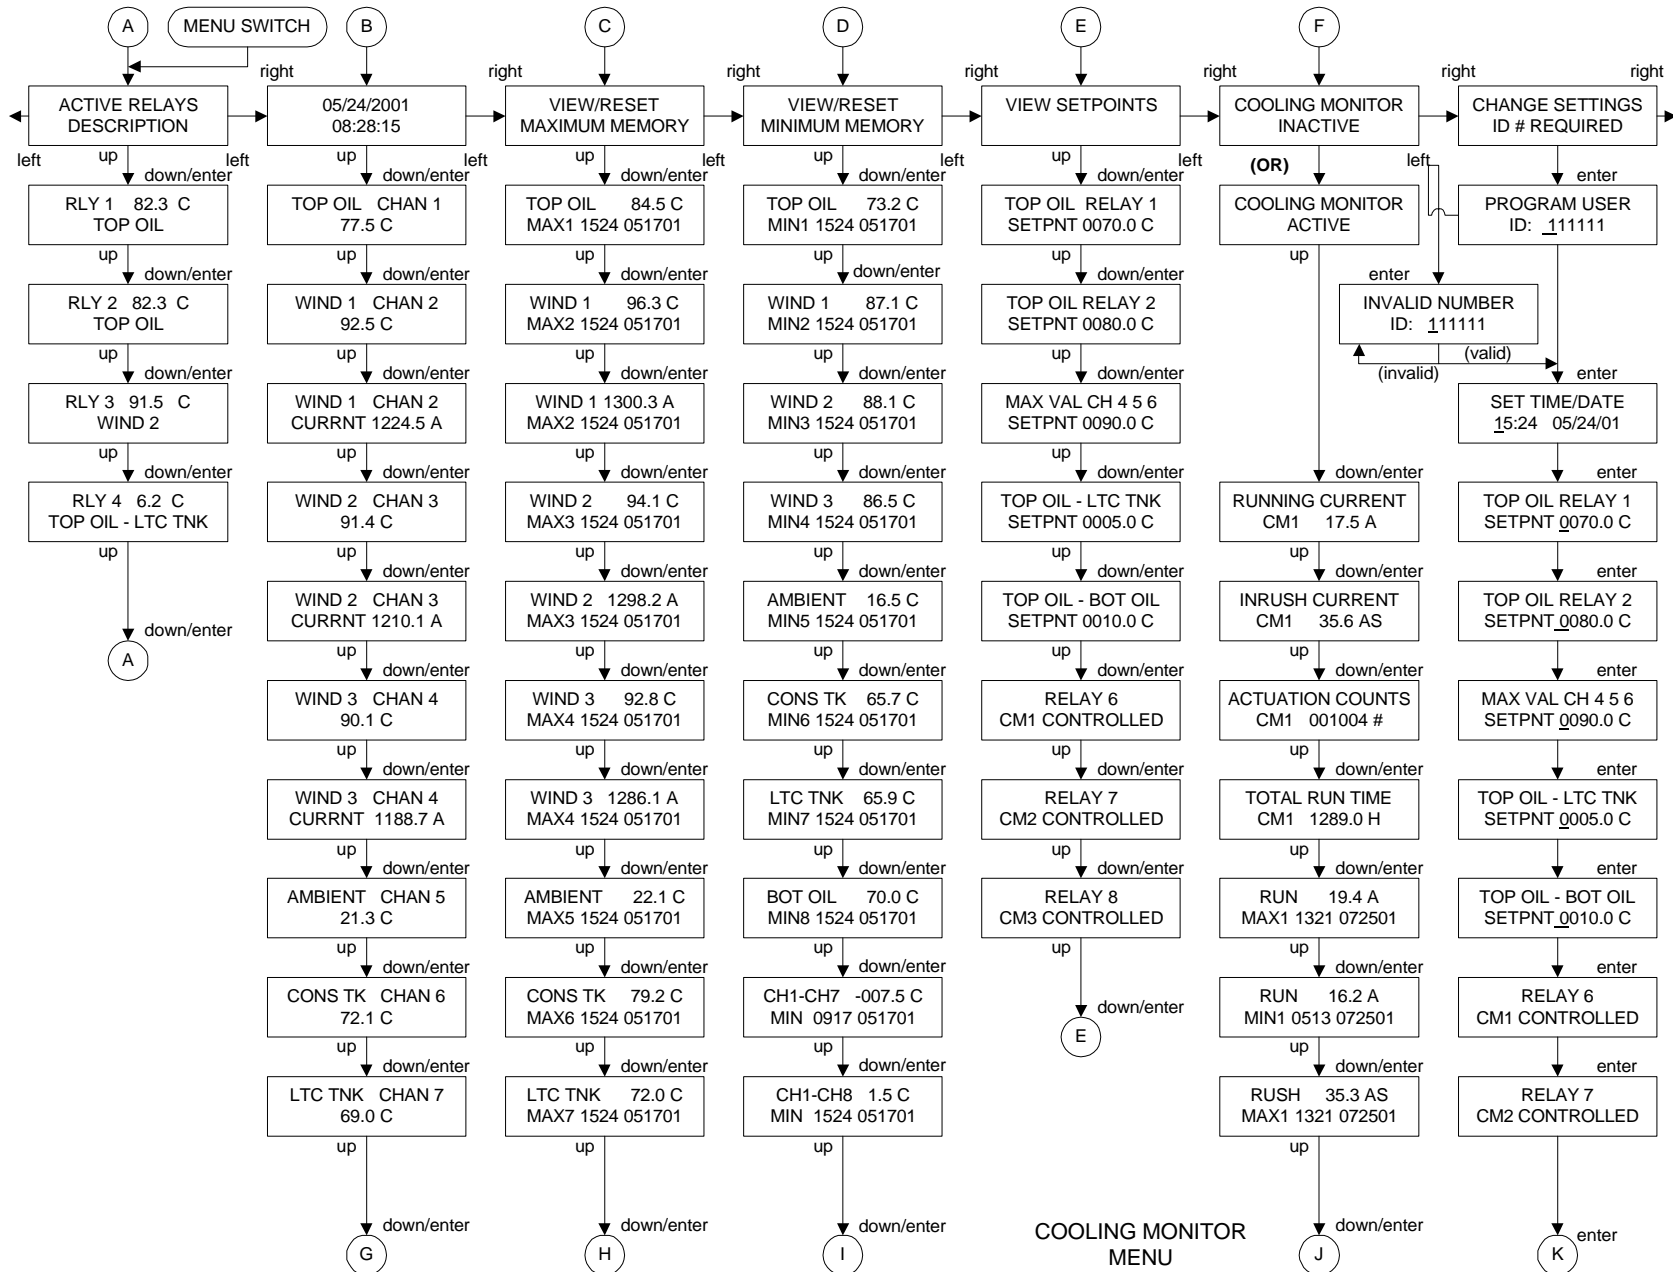 A
MENU SWITCH
B
C
D
E
F
right
right
right
right
right
right
ACTIVE RELAYS
DESCRIPTION
05/24/2001
08:28:15
VIEW/RESET
MAXIMUM MEMORY
VIEW/RESET
MINIMUM MEMORY
VIEW SETPOINTS
COOLING MONITOR
INACTIVE
CHANGE SETTINGS
ID # REQUIRED
left
up
left
down/enter
RLY 1 82.3 C
TOP OIL
up
down/enter
RLY 2 82.3 C
TOP OIL
up
down/enter
RLY 3 91.5 C
WIND 2
up
down/enter
RLY 4 6.2 C
TOP OIL - LTC TNK
up
down/enter
A
up
left
down/enter
TOP OIL CHAN 1
77.5 C
up
down/enter
WIND 1 CHAN 2
92.5 C
up
down/enter
WIND 1 CHAN 2
CURRNT 1224.5 A
up
down/enter
WIND 2 CHAN 3
91.4 C
up
down/enter
WIND 2 CHAN 3
CURRNT 1210.1 A
up
down/enter
WIND 3 CHAN 4
90.1 C
up
down/enter
WIND 3 CHAN 4
CURRNT 1188.7 A
up
down/enter
AMBIENT CHAN 5
21.3 C
up
down/enter
CONS TK CHAN 6
72.1 C
up
down/enter
LTC TNK CHAN 7
69.0 C
up
down/enter
G
up
left
down/enter
TOP OIL 84.5 C
MAX1 1524 051701
up
down/enter
WIND 1 96.3 C
MAX2 1524 051701
up
down/enter
WIND 1 1300.3 A
MAX2 1524 051701
up
down/enter
WIND 2 94.1 C
MAX3 1524 051701
up
down/enter
WIND 2 1298.2 A
MAX3 1524 051701
up
down/enter
WIND 3 92.8 C
MAX4 1524 051701
up
down/enter
WIND 3 1286.1 A
MAX4 1524 051701
up
down/enter
AMBIENT 22.1 C
MAX5 1524 051701
up
down/enter
CONS TK 79.2 C
MAX6 1524 051701
up
down/enter
LTC TNK 72.0 C
MAX7 1524 051701
up
down/enter
H
up
left
down/enter
TOP OIL 73.2 C
MIN1 1524 051701
up
down/enter
WIND 1 87.1 C
MIN2 1524 051701
up
down/enter
WIND 2 88.1 C
MIN3 1524 051701
up
down/enter
WIND 3 86.5 C
MIN4 1524 051701
up
down/enter
AMBIENT 16.5 C
MIN5 1524 051701
up
down/enter
CONS TK 65.7 C
MIN6 1524 051701
up
down/enter
LTC TNK 65.9 C
MIN7 1524 051701
up
down/enter
BOT OIL 70.0 C
MIN8 1524 051701
up
down/enter
CH1-CH7 -007.5 C
MIN 0917 051701
up
down/enter
CH1-CH8 1.5 C
MIN 1524 051701
up
down/enter
I
up
left
down/enter
TOP OIL RELAY 1
SETPNT 0070.0 C
up
down/enter
TOP OIL RELAY 2
SETPNT 0080.0 C
up
down/enter
MAX VAL CH 4 5 6
SETPNT 0090.0 C
up
down/enter
TOP OIL - LTC TNK
SETPNT 0005.0 C
up
down/enter
TOP OIL - BOT OIL
SETPNT 0010.0 C
up
down/enter
RELAY 6
CM1 CONTROLLED
up
down/enter
RELAY 7
CM2 CONTROLLED
up
down/enter
RELAY 8
CM3 CONTROLLED
up
down/enter
E
(OR)
left
COOLING MONITOR
ACTIVE
up
down/enter
RUNNING CURRENT
CM1 17.5 A
up
down/enter
INRUSH CURRENT
CM1 35.6 AS
up
down/enter
ACTUATION COUNTS
CM1 001004 #
up
down/enter
TOTAL RUN TIME
CM1 1289.0 H
up
down/enter
RUN 19.4 A
MAX1 1321 072501
up
down/enter
RUN 16.2 A
MIN1 0513 072501
up
down/enter
RUSH 35.3 AS
MAX1 1321 072501
up
down/enter
COOLING MONITOR
MENU
J
enter
PROGRAM USER
ID: 111111
enter
INVALID NUMBER
ID: 111111
(valid)
(invalid)
enter
SET TIME/DATE
15:24 05/24/01
enter
TOP OIL RELAY 1
SETPNT 0070.0 C
enter
TOP OIL RELAY 2
SETPNT 0080.0 C
enter
MAX VAL CH 4 5 6
SETPNT 0090.0 C
enter
TOP OIL - LTC TNK
SETPNT 0005.0 C
enter
TOP OIL - BOT OIL
SETPNT 0010.0 C
enter
RELAY 6
CM1 CONTROLLED
enter
RELAY 7
CM2 CONTROLLED
enter
K